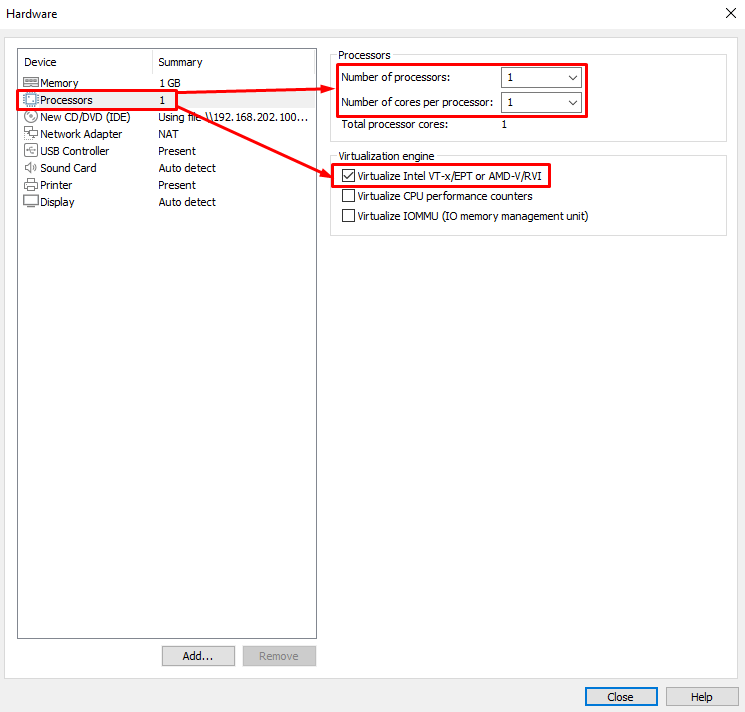 Hardware
Device Summary
Memory 1 GB
Processors 1
New CD/DVD (IDE) Using file \\192.168.202.100...
Network Adapter NAT
USB Controller Present
Sound Card Auto detect
Printer Present
Display Auto detect
Add... Remove
Processors
Number of processors: 1
Number of cores per processor: 1
Total processor cores: 1
Virtualization engine
Virtualize Intel VT-x/EPT or AMD-V/RVI
Virtualize CPU performance counters
Virtualize IOMMU (IO memory management unit)
Close Help